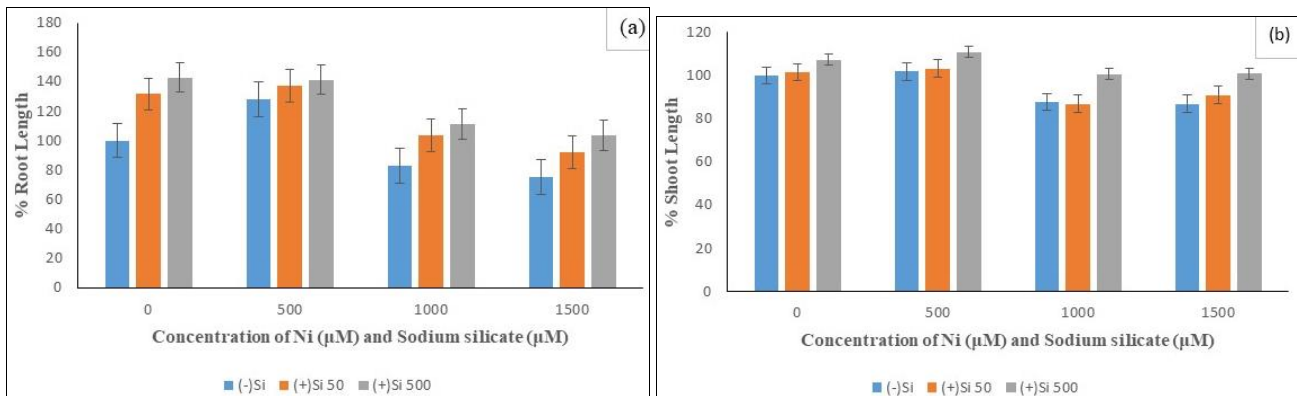 (a)
180
160
140
120
100
80
60
40
20
0
% Root Length
0 500 1000 1500
Concentration of Ni (µM) and Sodium silicate (µM)
(-)Si (+)Si 50 (+)Si 500
(b)
120
100
80
60
40
20
0
% Shoot Length
0 500 1000 1500
Concentration of Ni (µM) and Sodium silicate (µM)
(-)Si (+)Si 50 (+)Si 500